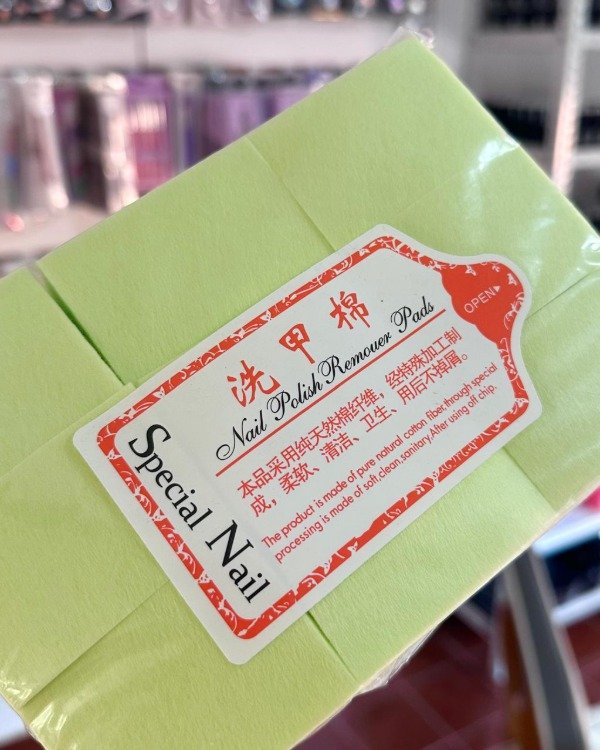 OPEN
洗甲棉
Nail Polish Remouer Pads
本品采用纯天然棉纤维，经特殊加工制
成，柔软、清洁、卫生、用后不掉屑。
The product is made of pure natural cotton fiber,through special
processing is made of soft,clean,sanitary.After using off chip.
Special Nail